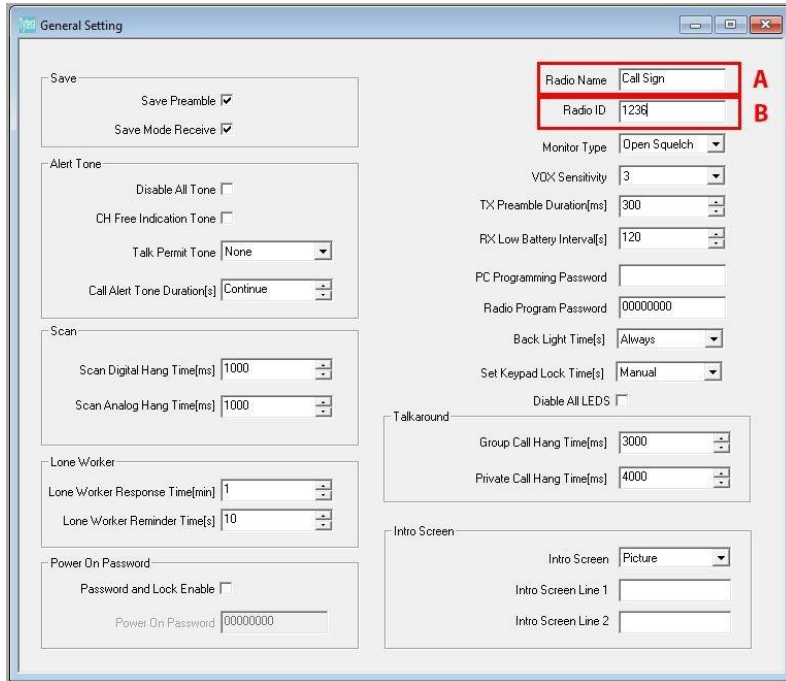 Tytera General Setting
Save
Save Preamble
Save Mode Receive
Alert Tone
Disable All Tone
CH Free Indication Tone
Talk Permit Tone None
Call Alert Tone Duration[s] Continue
Scan
Scan Digital Hang Time[ms] 1000
Scan Analog Hang Time[ms] 1000
Lone Worker
Lone Worker Response Time[min] 1
Lone Worker Reminder Time[s] 10
Power On Password
Password and Lock Enable
Power On Password 00000000
Radio Name Call Sign A
Radio ID 1236 B
Monitor Type Open Squelch
VOX Sensitivity 3
TX Preamble Duration[ms] 300
RX Low Battery Interval[s] 120
PC Programming Password
Radio Program Password 00000000
Back Light Time[s] Always
Set Keypad Lock Time[s] Manual
Diable All LEDS
Talkaround
Group Call Hang Time[ms] 3000
Private Call Hang Time[ms] 4000
Intro Screen
Intro Screen Picture
Intro Screen Line 1
Intro Screen Line 2